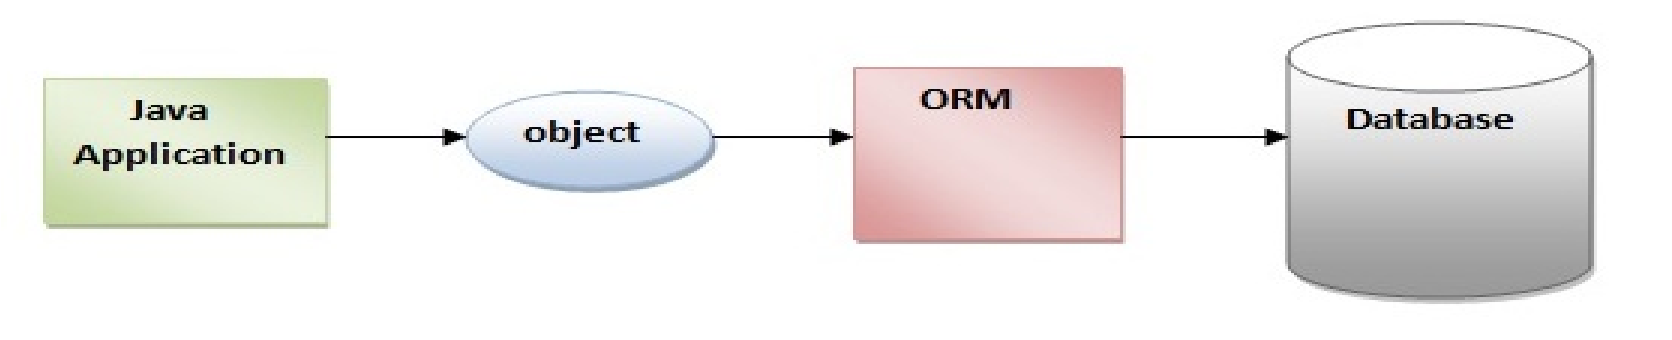 Java
Application
object
ORM
Database